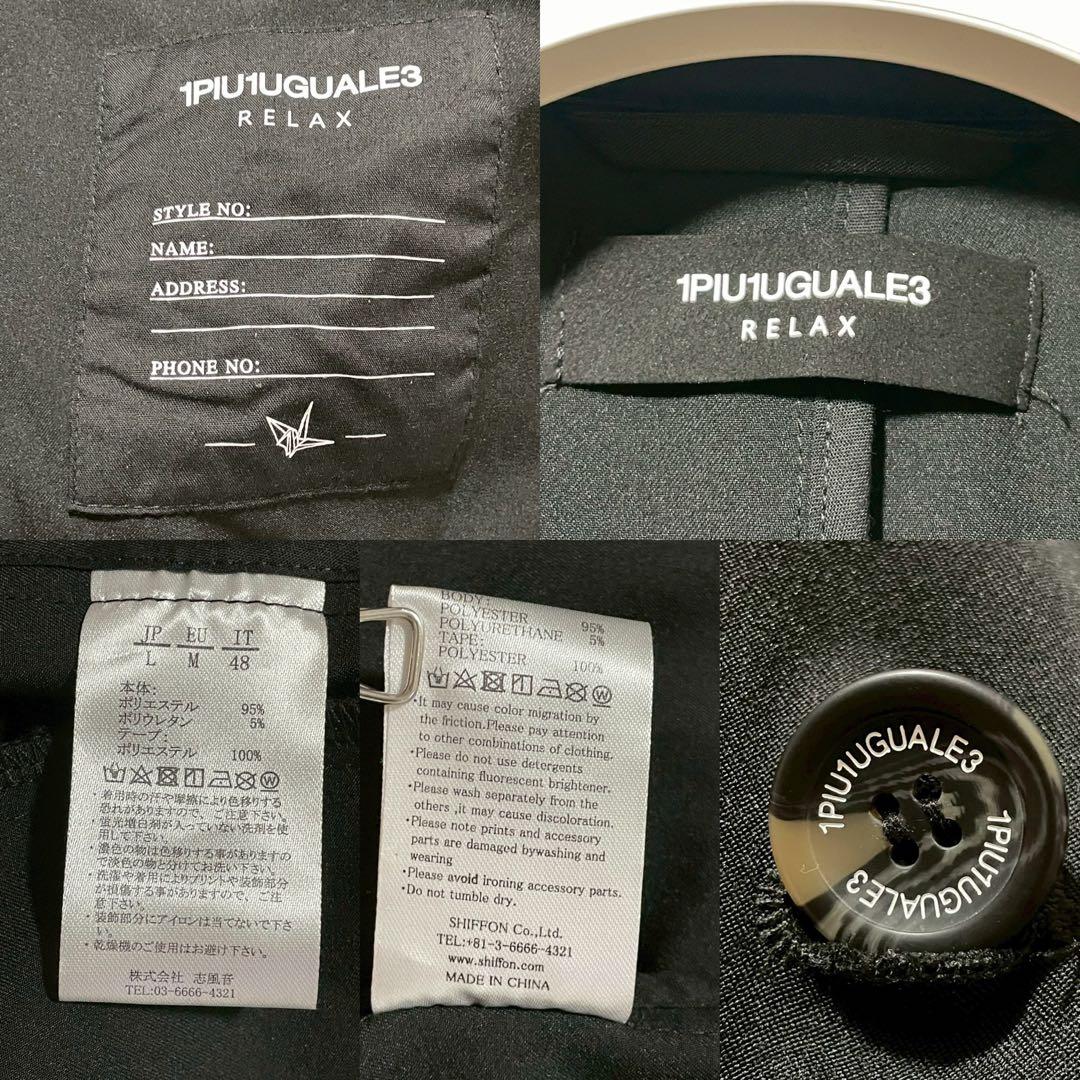 1PIU1UGUALE3
RELAX
STYLE NO:
NAME:
ADDRESS:
PHONE NO:
1PIU1UGUALE3
RELAX
JP EU IT
L M 48
本体:
ポリエステル 95%
ポリウレタン 5%
テープ:
ポリエステル 100%
・着用時の汗や摩擦により色移りする
恐れがありますので、ご注意下さい。
・蛍光増白剤が入っていない洗剤を使
用して下さい。
・濃色の物は色移りする事がありますの
で淡色の物と分けてお洗い下さい。
・洗濯や着用によりプリントや装飾部分
が損傷する事がありますので、ご注
意下さい。
・装飾部分にアイロンは当てないで下さ
い。
・乾燥機のご使用はお避け下さい。
株式会社 志風音
TEL:03-6666-4321
BODY:
POLYESTER 95%
POLYURETHANE 5%
TAPE:
POLYESTER 100%
・It may cause color migration by
the friction.Please pay attention
to other combinations of clothing.
・Please do not use detergents
containing fluorescent brightener.
・Please wash separately from the
others ,it may cause discoloration.
・Please note prints and accessory
parts are damaged bywashing and
wearing
・Please avoid ironing accessory parts.
・Do not tumble dry.
SHIFFON Co.,Ltd.
TEL:+81-3-6666-4321
www.shiffon.com
MADE IN CHINA
1PIU1UGUALE3
1PIU1UGUALE3